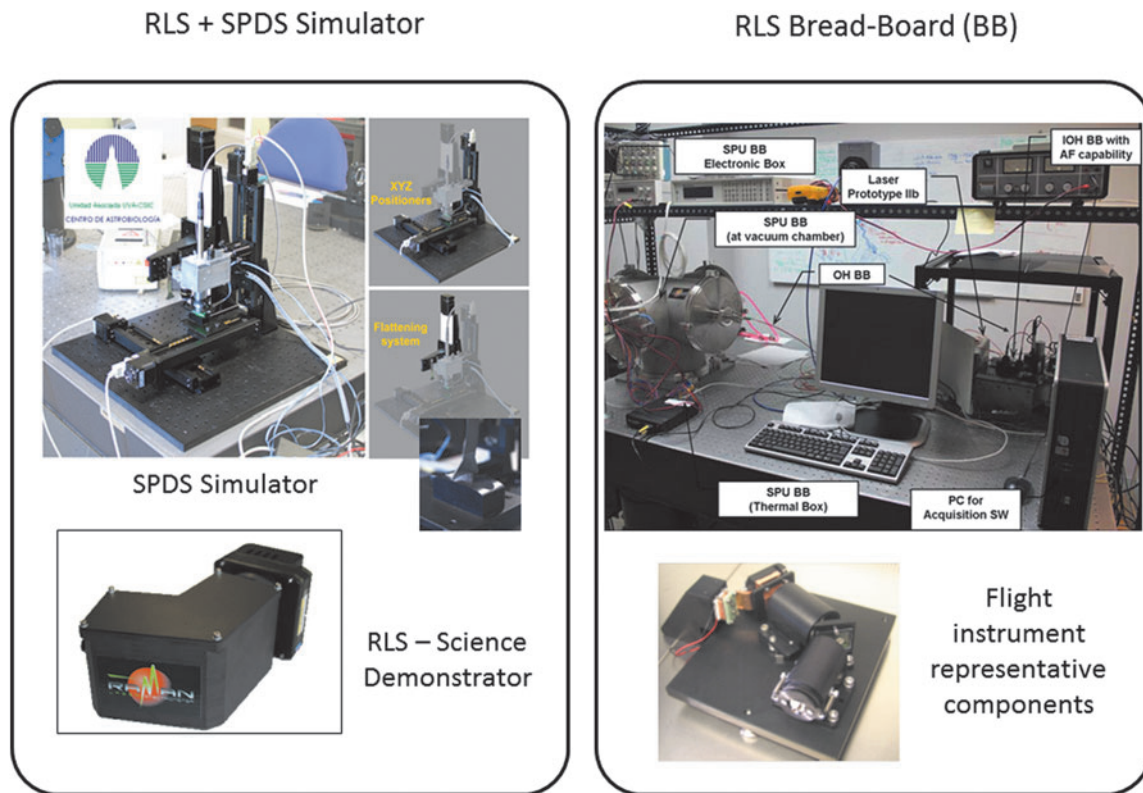 RLS + SPDS Simulator
RLS Bread-Board (BB)
Unidad Asociada UVA-CSIC
CENTRO DE ASTROBIOLOGÍA
XYZ
Positioners
Flattening
system
SPDS Simulator
RAMAN
RLS – Science
Demonstrator
SPU BB
Electronic Box
IOH BB with
AF capability
Laser
Prototype IIb
SPU BB
(at vacuum chamber)
OH BB
SPU BB
(Thermal Box)
PC for
Acquisition SW
Flight
instrument
representative
components